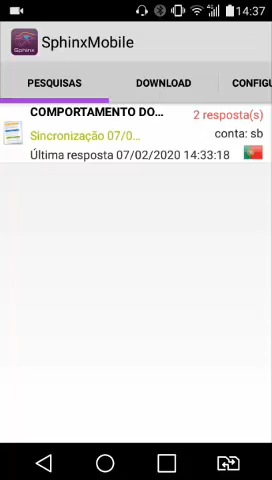 14:37
Sphinx
SphinxMobile
PESQUISAS
DOWNLOAD
CONFIGU
COMPORTAMENTO DO...
2 resposta(s)
Sincronização 07/0...
conta: sb
Última resposta 07/02/2020 14:33:18